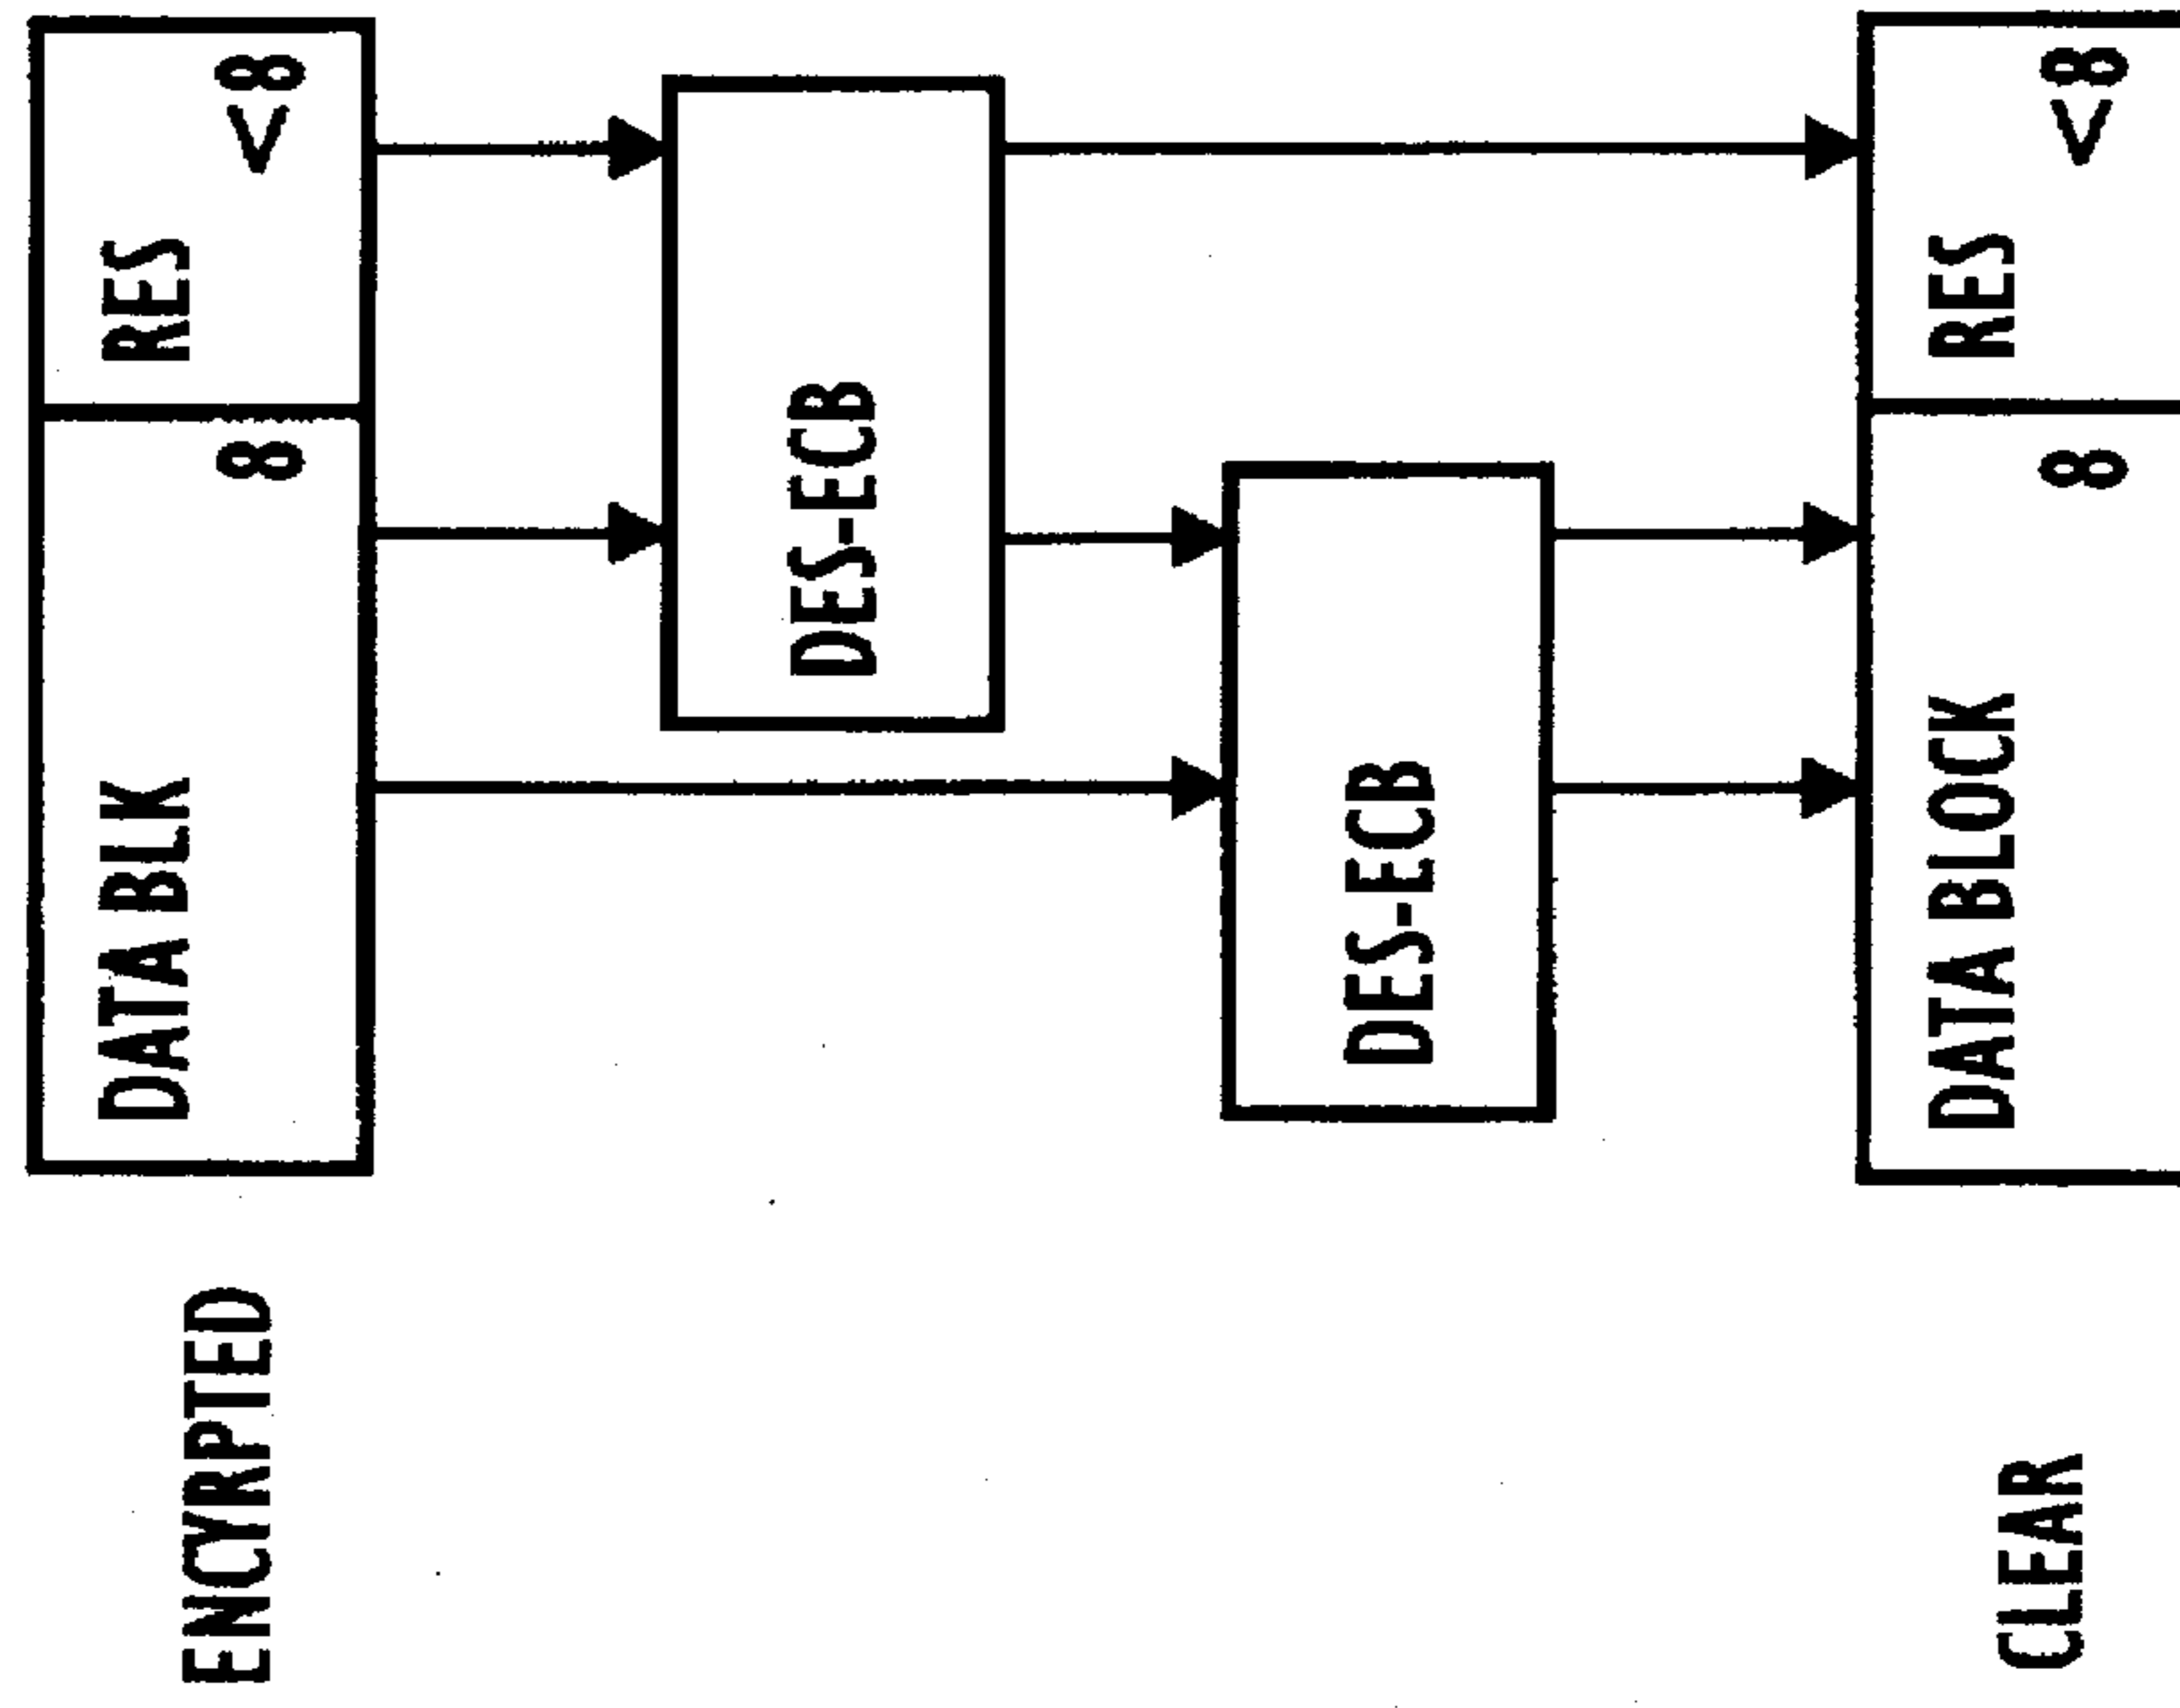 ENCYRPTED
DATA BLK
8
RES
<8
DES-ECB
DES-ECB
CLEAR
DATA BLOCK
8
RES
<8